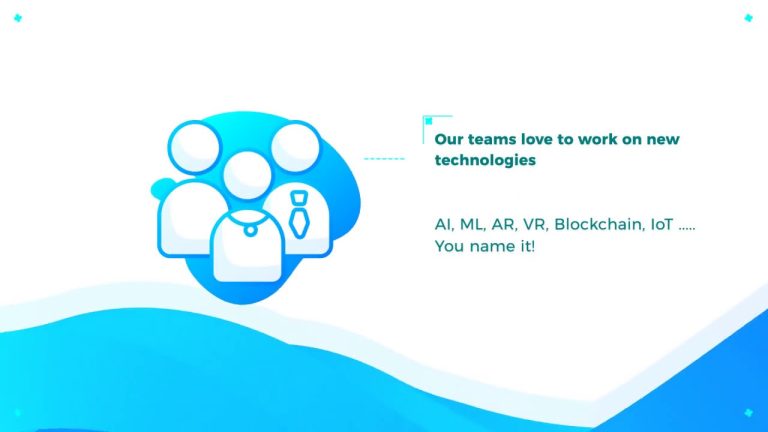 Our teams love to work on new
technologies
AI, ML, AR, VR, Blockchain, IoT .....
You name it!